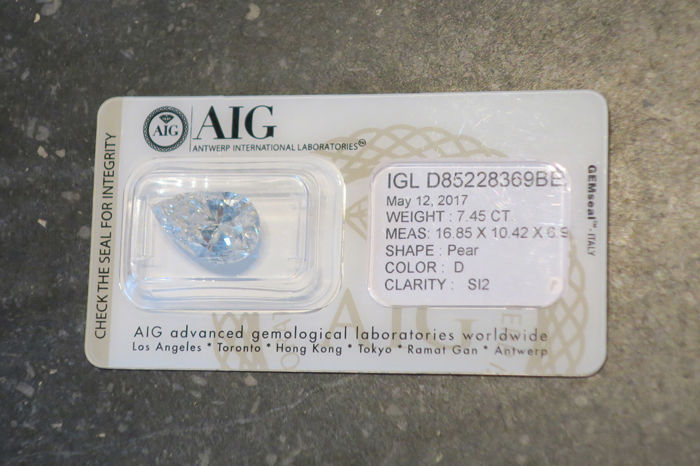 CHECK THE SEAL FOR INTEGRITY
AIG
AIG
ANTWERP INTERNATIONAL LABORATORIES
IGL D85228369BE
May 12, 2017
WEIGHT : 7.45 CT.
MEAS: 16.85 X 10.42 X 6.9
SHAPE : Pear
COLOR : D
CLARITY : SI2
GEMseal™ - ITALY
AIG advanced gemological laboratories worldwide
Los Angeles * Toronto * Hong Kong * Tokyo * Ramat Gan * Antwerp